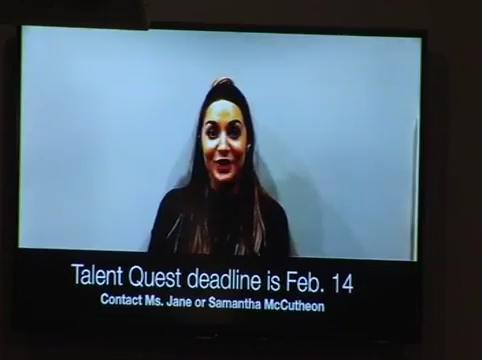 Talent Quest deadline is Feb. 14
Contact Ms. Jane or Samantha McCutheon